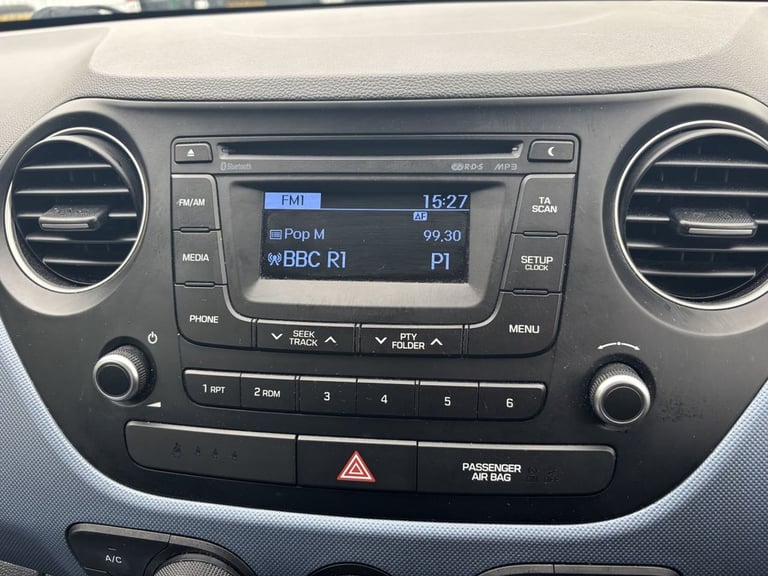 Bluetooth R·D·S MP3
FM/AM
MEDIA
PHONE
FM1 15:27
AF
Pop M 99.30
BBC R1 P1
TA
SCAN
SETUP
CLOCK
MENU
SEEK
TRACK
PTY
FOLDER
1 RPT 2 RDM 3 4 5 6
PASSENGER
AIR BAG
A/C